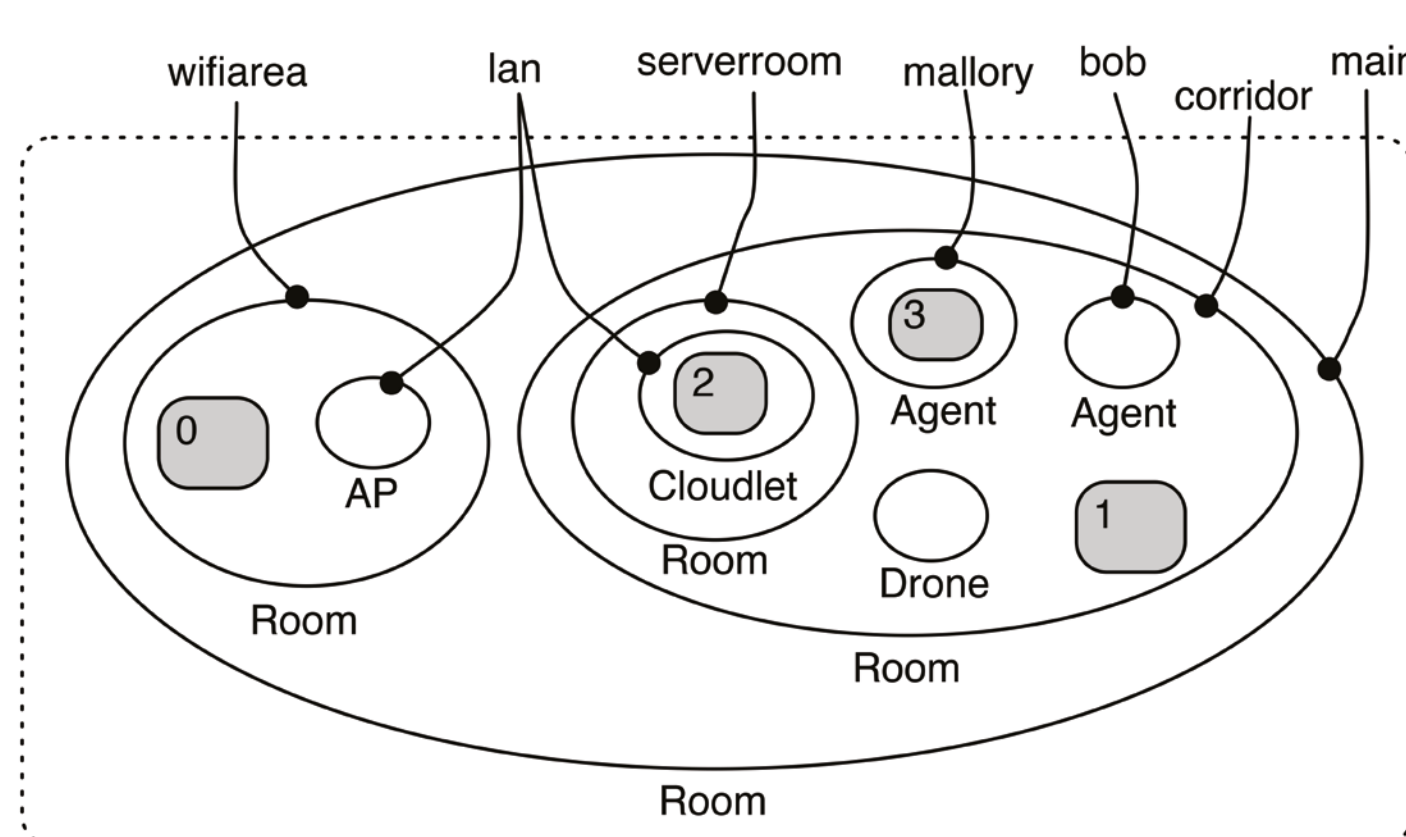 wifiarea
lan
serverroom
mallory
bob
corridor
0
AP
Room
2
Cloudlet
Room
3
Agent
Agent
Drone
1
Room
Room